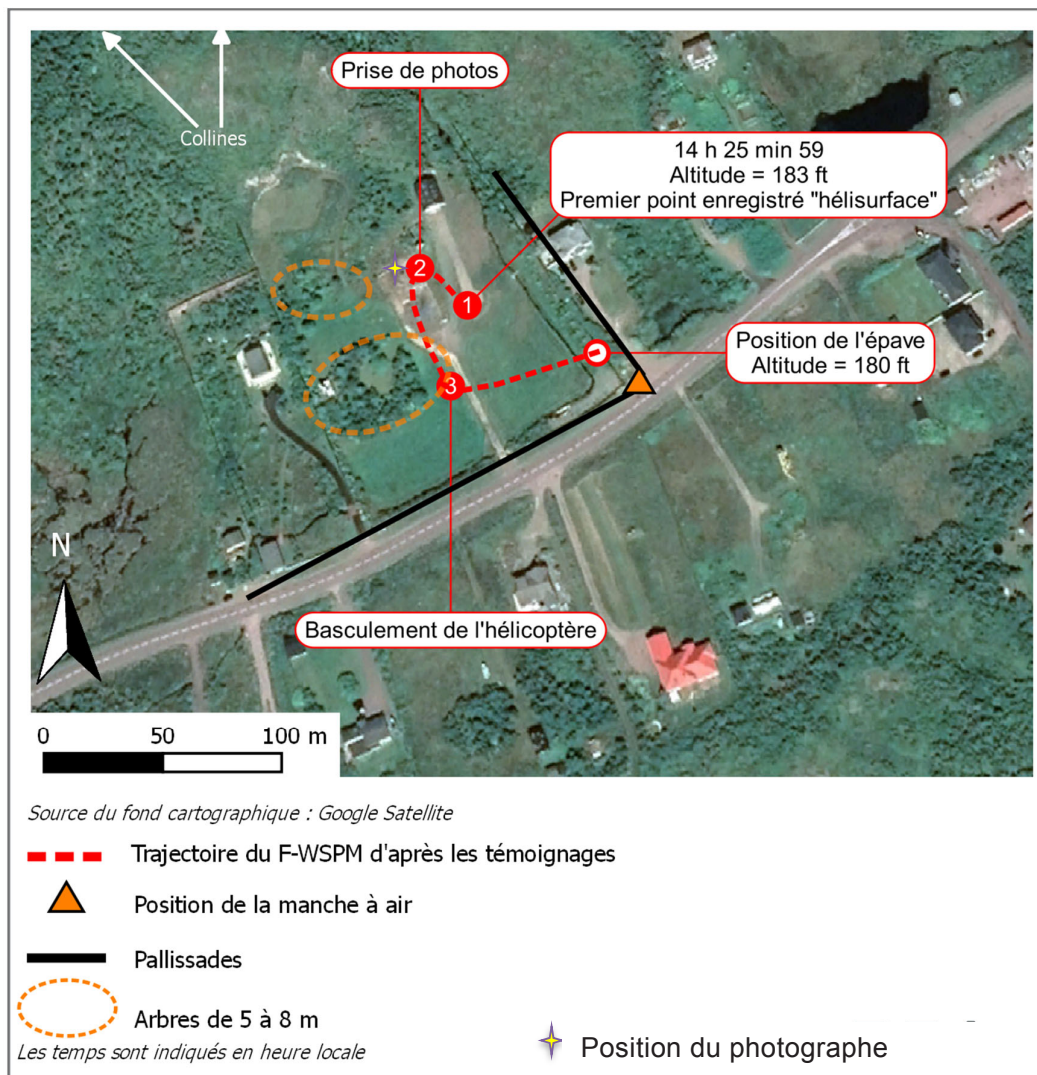 Prise de photos
Collines
14 h 25 min 59
Altitude = 183 ft
Premier point enregistré "hélisurface"
2
1
Position de l'épave
Altitude = 180 ft
3
N
Basculement de l'hélicoptère
0 50 100 m
Source du fond cartographique : Google Satellite
Trajectoire du F-WSPM d'après les témoignages
Position de la manche à air
Pallissades
Arbres de 5 à 8 m
Les temps sont indiqués en heure locale
Position du photographe